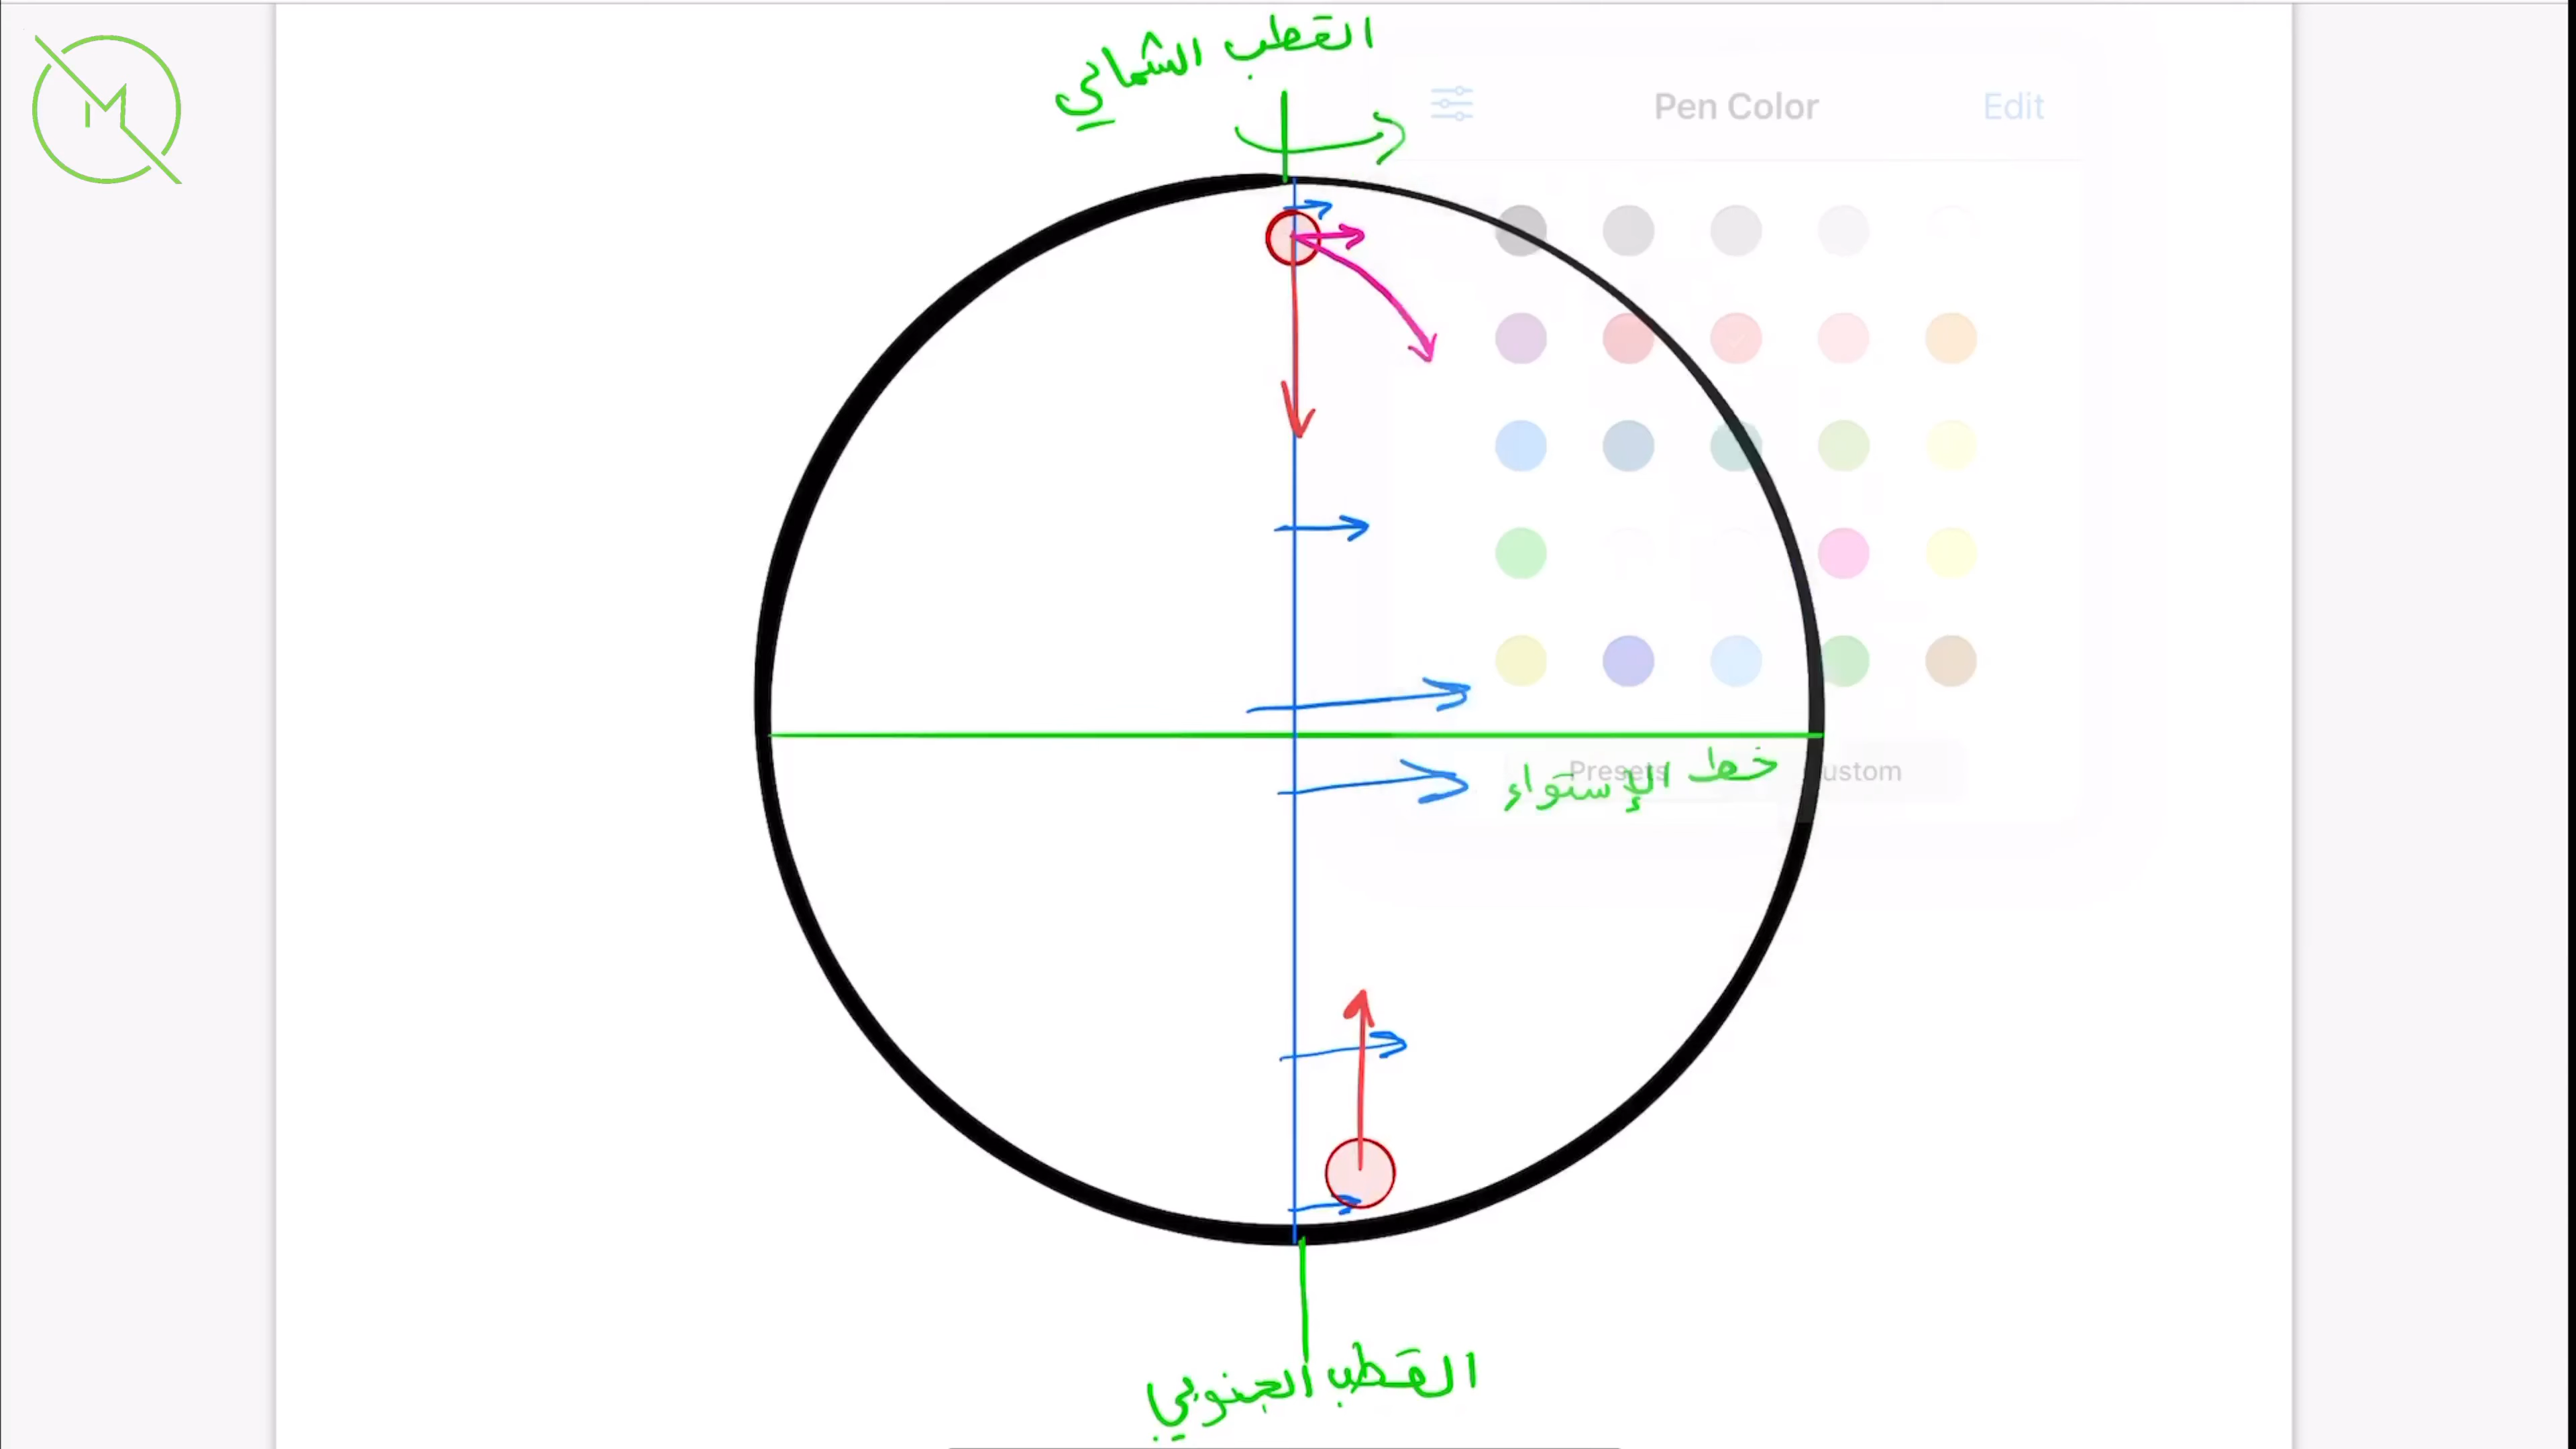 القطب الشمالي
Pen Color
Edit
خط الإستواء
Presets
ustom
القطب الجنوبي
M